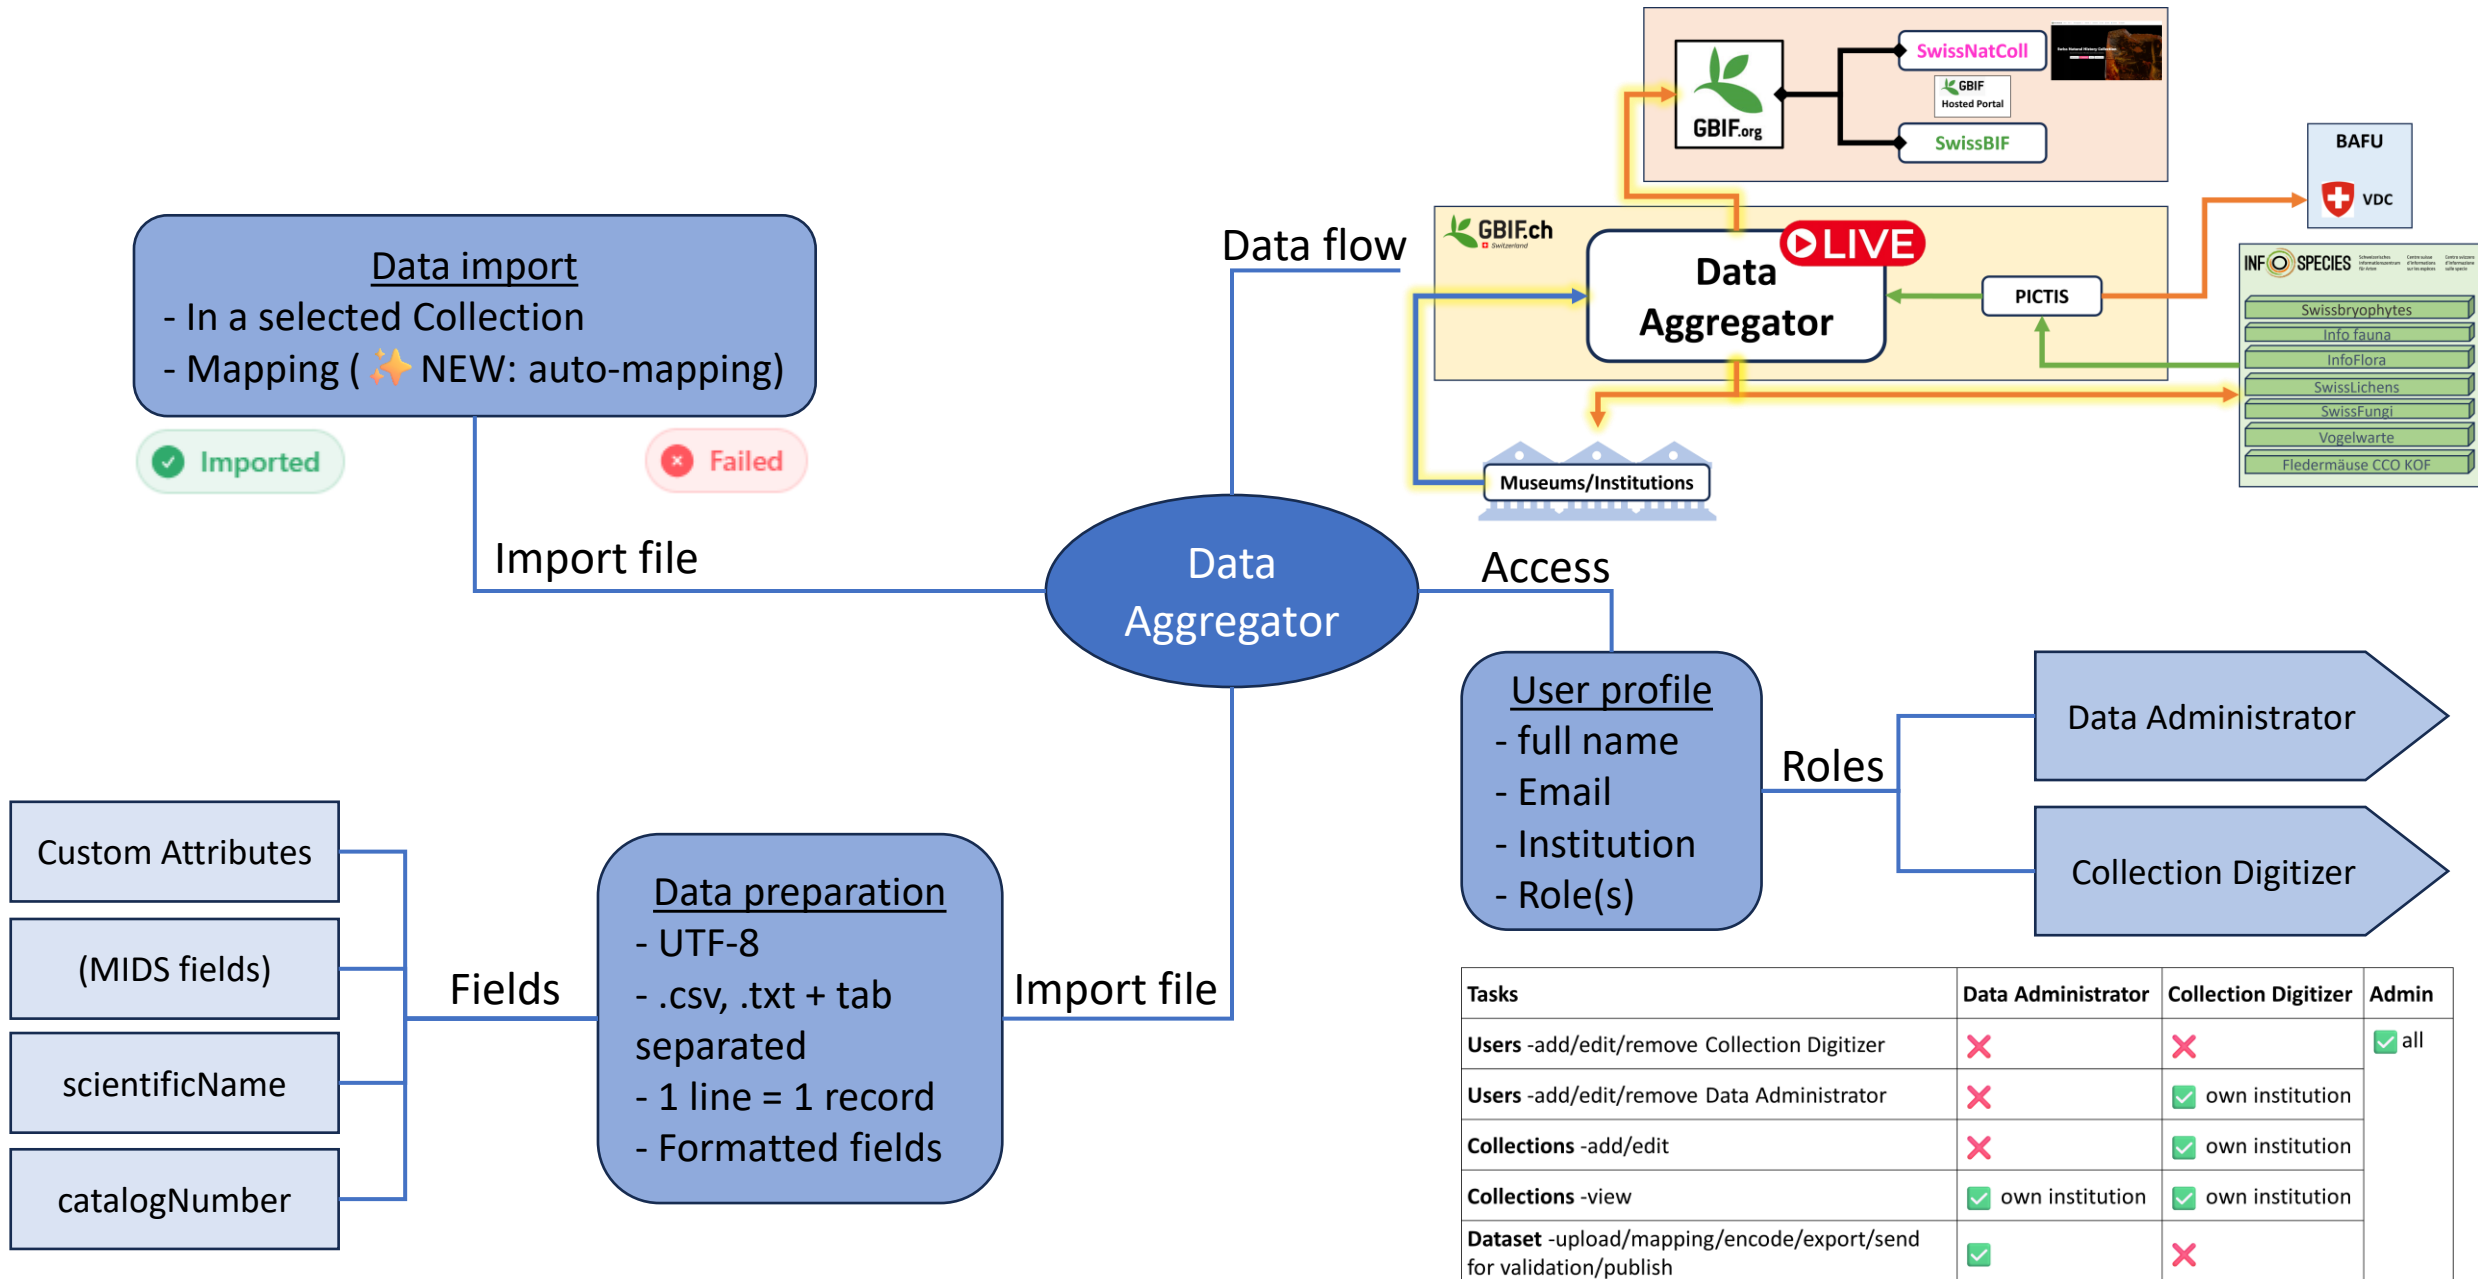 SwissNatColl
GBIF
Hosted Portal
GBIF.org
SwissBIF
BAFU
VDC
Data import
- In a selected Collection
- Mapping ( ✨ NEW: auto-mapping)
Imported
Failed
Import file
Data flow
GBIF.ch
Switzerland
LIVE
Data
Aggregator
PICTIS
INFO SPECIES
Swissbryophytes
Info fauna
InfoFlora
SwissLichens
SwissFungi
Vogelwarte
Fledermäuse CCO KOF
Museums/Institutions
Data
Aggregator
Access
User profile
- full name
- Email
- Institution
- Role(s)
Roles
Data Administrator
Collection Digitizer
Custom Attributes
(MIDS fields)
scientificName
catalogNumber
Fields
Data preparation
- UTF-8
- .csv, .txt + tab
separated
- 1 line = 1 record
- Formatted fields
Import file
Tasks Data Administrator Collection Digitizer Admin
Users -add/edit/remove Collection Digitizer ❌ ❌ ✅ all
Users -add/edit/remove Data Administrator ❌ ✅ own institution
Collections -add/edit ❌ ✅ own institution
Collections -view ✅ own institution ✅ own institution
Dataset -upload/mapping/encode/export/send
for validation/publish ✅ ❌